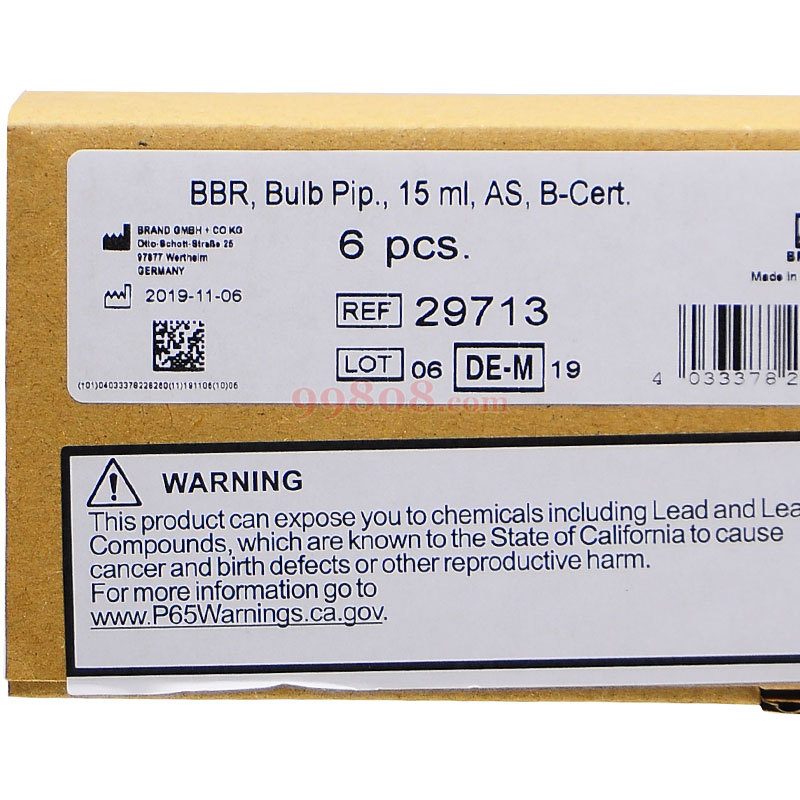 BBR, Bulb Pip., 15 ml, AS, B-Cert.
BRAND GMBH + CO KG
Otto-Schott-Straße 25
97877 Wertheim
GERMANY
2019-11-06
6 pcs.
REF 29713
LOT 06 DE-M 19
(101)04033378228260(11)191106(10)06
Made in
4 033378 2
99808.com
WARNING
This product can expose you to chemicals including Lead and Lea
Compounds, which are known to the State of California to cause
cancer and birth defects or other reproductive harm.
For more information go to
www.P65Warnings.ca.gov.